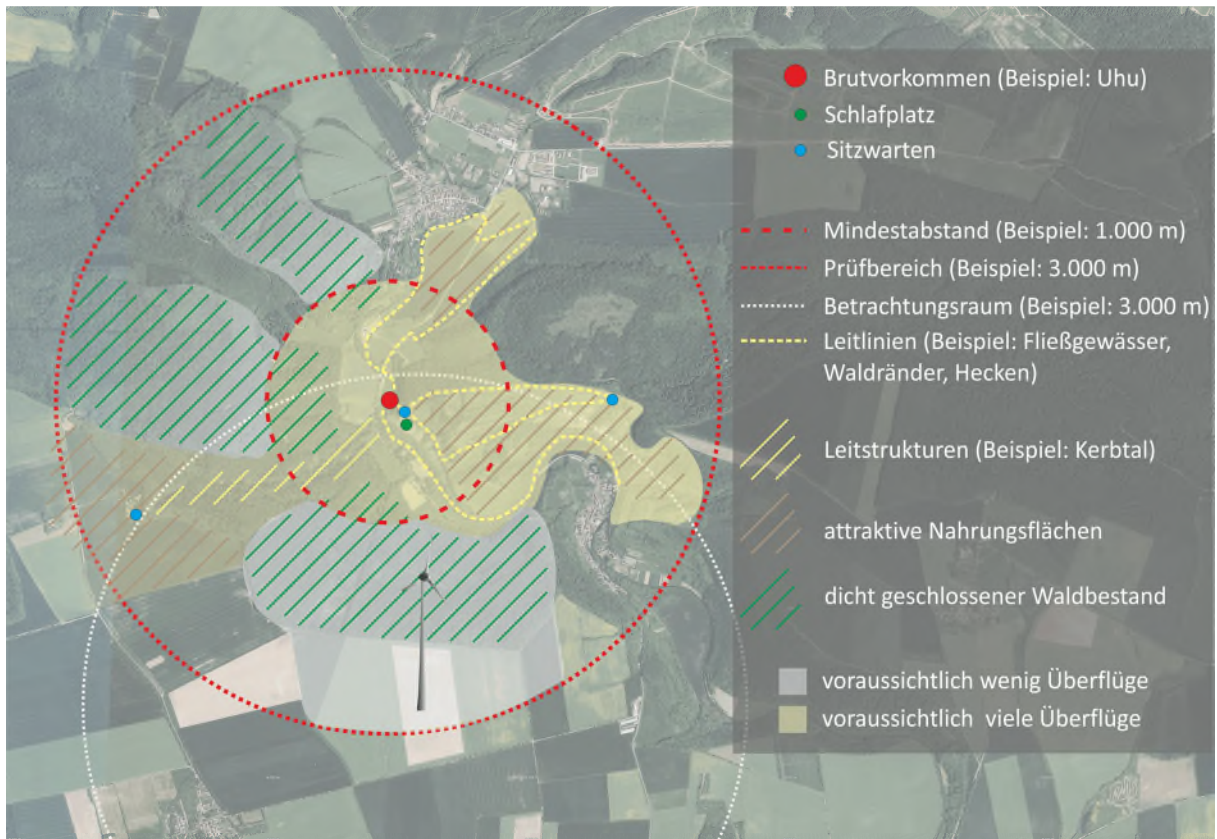 Brutvorkommen (Beispiel: Uhu)
Schlafplatz
Sitzwarten
Mindestabstand (Beispiel: 1.000 m)
Prüfbereich (Beispiel: 3.000 m)
Betrachtungsraum (Beispiel: 3.000 m)
Leitlinien (Beispiel: Fließgewässer,
Waldränder, Hecken)
Leitstrukturen (Beispiel: Kerbtal)
attraktive Nahrungsflächen
dicht geschlossener Waldbestand
voraussichtlich wenig Überflüge
voraussichtlich viele Überflüge